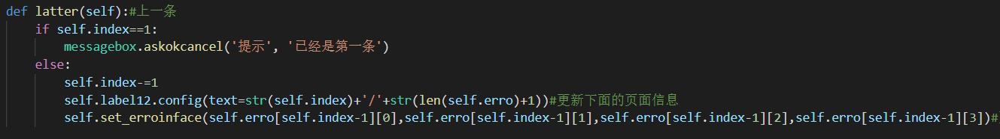 def latter(self):#上一条
    if self.index==1:
        messagebox.askokcancel('提示', '已经是第一条')
    else:
        self.index-=1
        self.label12.config(text=str(self.index)+'/'+str(len(self.erro)+1))#更新下面的页面信息
        self.set_erroinface(self.erro[self.index-1][0],self.erro[self.index-1][1],self.erro[self.index-1][2],self.erro[self.index-1][3])#